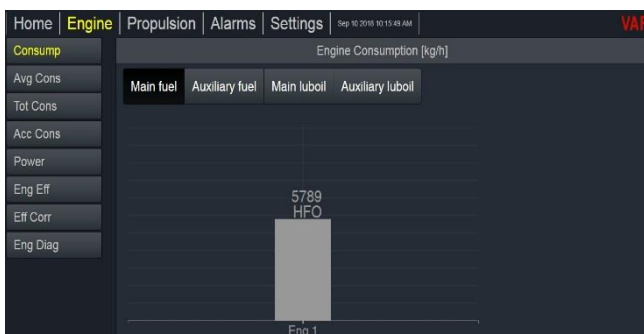 Home Engine Propulsion Alarms Settings Sep 10 2018 10:15:49 AM VAF
Consump
Engine Consumption [kg/h]
Avg Cons
Main fuel Auxiliary fuel Main luboil Auxiliary luboil
Tot Cons
Acc Cons
Power
Eng Eff
Eff Corr
Eng Diag
5789
HFO
Eng 1